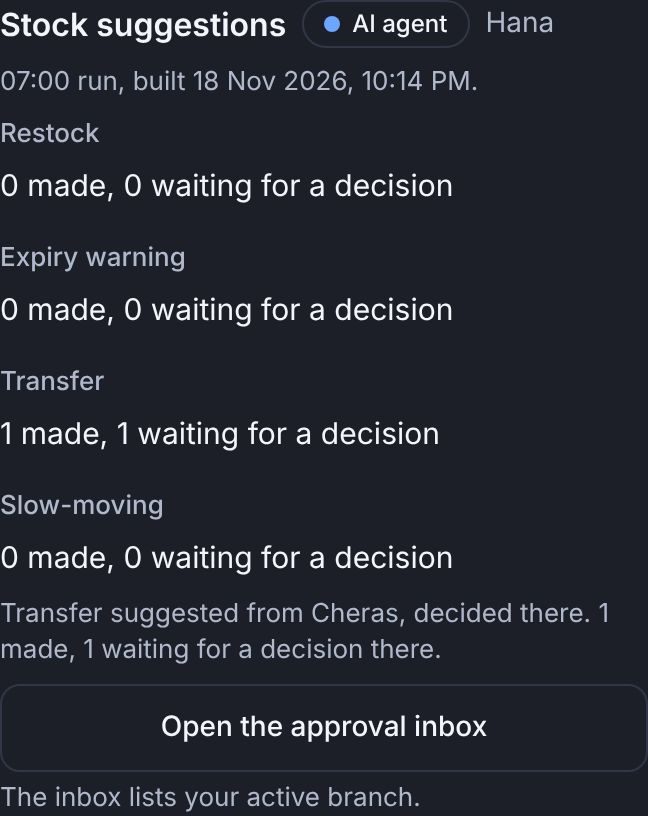 Stock suggestions AI agent Hana
07:00 run, built 18 Nov 2026, 10:14 PM.
Restock
0 made, 0 waiting for a decision
Expiry warning
0 made, 0 waiting for a decision
Transfer
1 made, 1 waiting for a decision
Slow-moving
0 made, 0 waiting for a decision
Transfer suggested from Cheras, decided there. 1
made, 1 waiting for a decision there.
Open the approval inbox
The inbox lists your active branch.